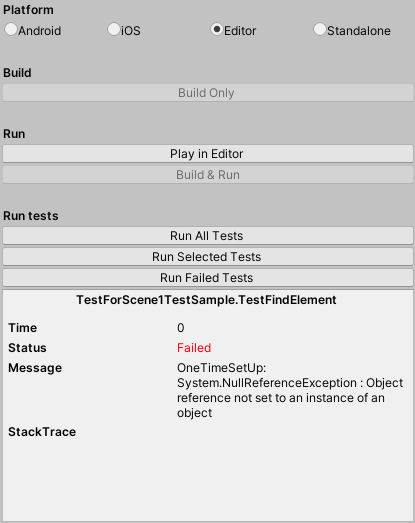 Platform
Android iOS Editor Standalone
Build
Build Only
Run
Play in Editor
Build & Run
Run tests
Run All Tests
Run Selected Tests
Run Failed Tests
TestForScene1TestSample.TestFindElement
Time 0
Status Failed
Message OneTimeSetUp:
System.NullReferenceException : Object
reference not set to an instance of an
object
StackTrace